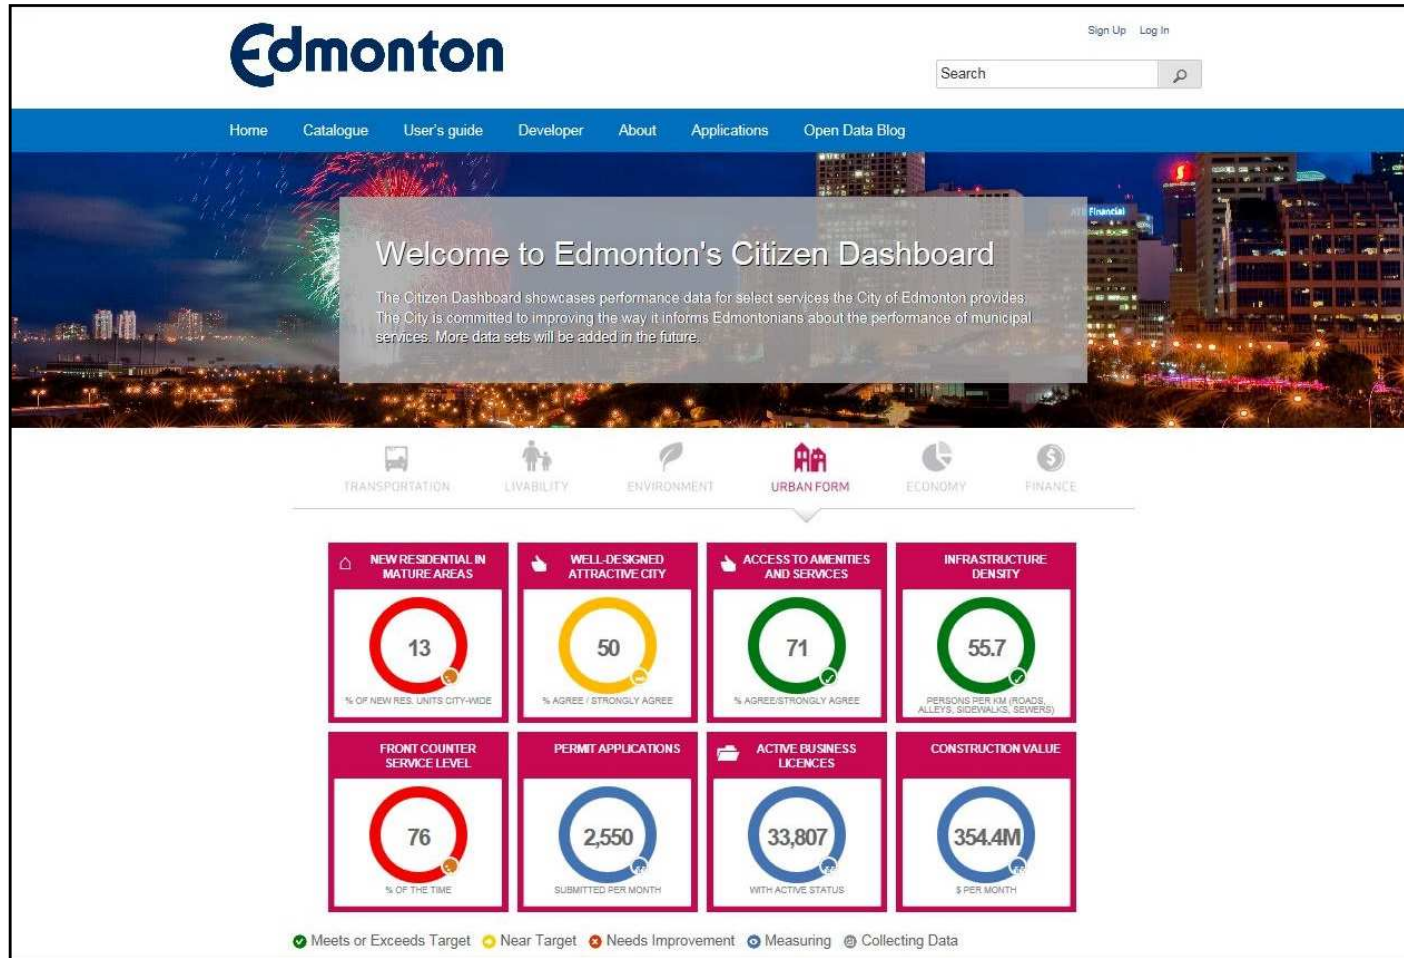 Edmonton
Sign Up Log In
Search
Home Catalogue User's guide Developer About Applications Open Data Blog
ATB Financial
Welcome to Edmonton's Citizen Dashboard
The Citizen Dashboard showcases performance data for select services the City of Edmonton provides.
The City is committed to improving the way it informs Edmontonians about the performance of municipal
services. More data sets will be added in the future.
TRANSPORTATION LIVABILITY ENVIRONMENT URBAN FORM ECONOMY FINANCE
NEW RESIDENTIAL IN
MATURE AREAS
13
% OF NEW RES. UNITS CITY-WIDE
WELL-DESIGNED
ATTRACTIVE CITY
50
% AGREE / STRONGLY AGREE
ACCESS TO AMENITIES
AND SERVICES
71
% AGREE/STRONGLY AGREE
INFRASTRUCTURE
DENSITY
55.7
PERSONS PER KM (ROADS,
ALLEYS, SIDEWALKS, SEWERS)
FRONT COUNTER
SERVICE LEVEL
76
% OF THE TIME
PERMIT APPLICATIONS
2,550
SUBMITTED PER MONTH
ACTIVE BUSINESS
LICENCES
33,807
WITH ACTIVE STATUS
CONSTRUCTION VALUE
354.4M
$ PER MONTH
Meets or Exceeds Target Near Target Needs Improvement Measuring Collecting Data